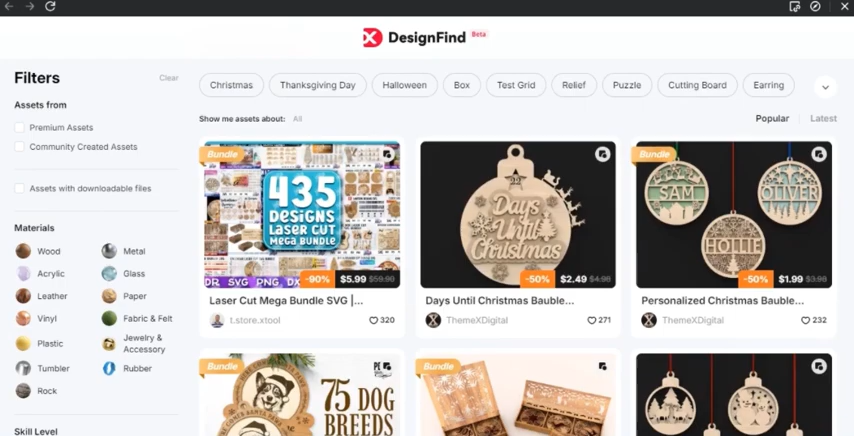 DesignFind Beta
Filters
Clear
Christmas
Thanksgiving Day
Halloween
Box
Test Grid
Relief
Puzzle
Cutting Board
Earring
Assets from
Premium Assets
Community Created Assets
Assets with downloadable files
Materials
Wood
Metal
Acrylic
Glass
Leather
Paper
Vinyl
Fabric & Felt
Plastic
Jewelry &
Accessory
Tumbler
Rubber
Rock
Skill Level
Show me assets about: All
Popular
Latest
Bundle
435
DESIGNS
LASER CUT
MEGA BUNDLE
SVG PNG
-90% $5.99 $59.90
Laser Cut Mega Bundle SVG |...
t.store.xtool
320
Days
Until
Christmas
-50% $2.49 $4.98
Days Until Christmas Bauble...
ThemeXDigital
271
Bundle
SAM
OLIVER
HOLLIE
-50% $1.99 $3.98
Personalized Christmas Bauble...
ThemeXDigital
232
Bundle
75 DOG
BREEDS
Bundle